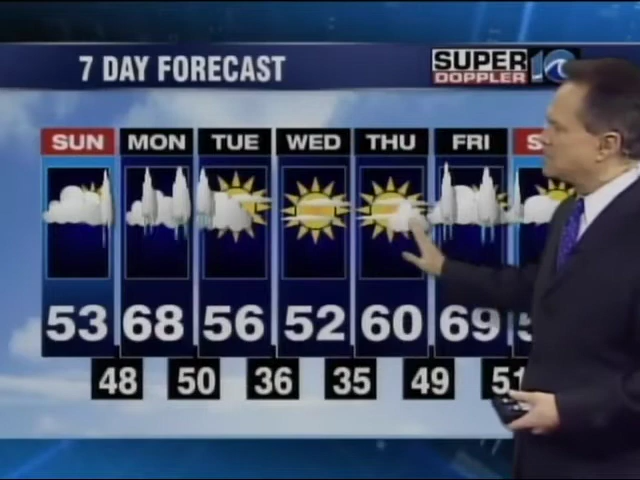 7 DAY FORECAST
SUPER
DOPPLER 10
SUN MON TUE WED THU FRI
53 68 56 52 60 69
48 50 36 35 49 51